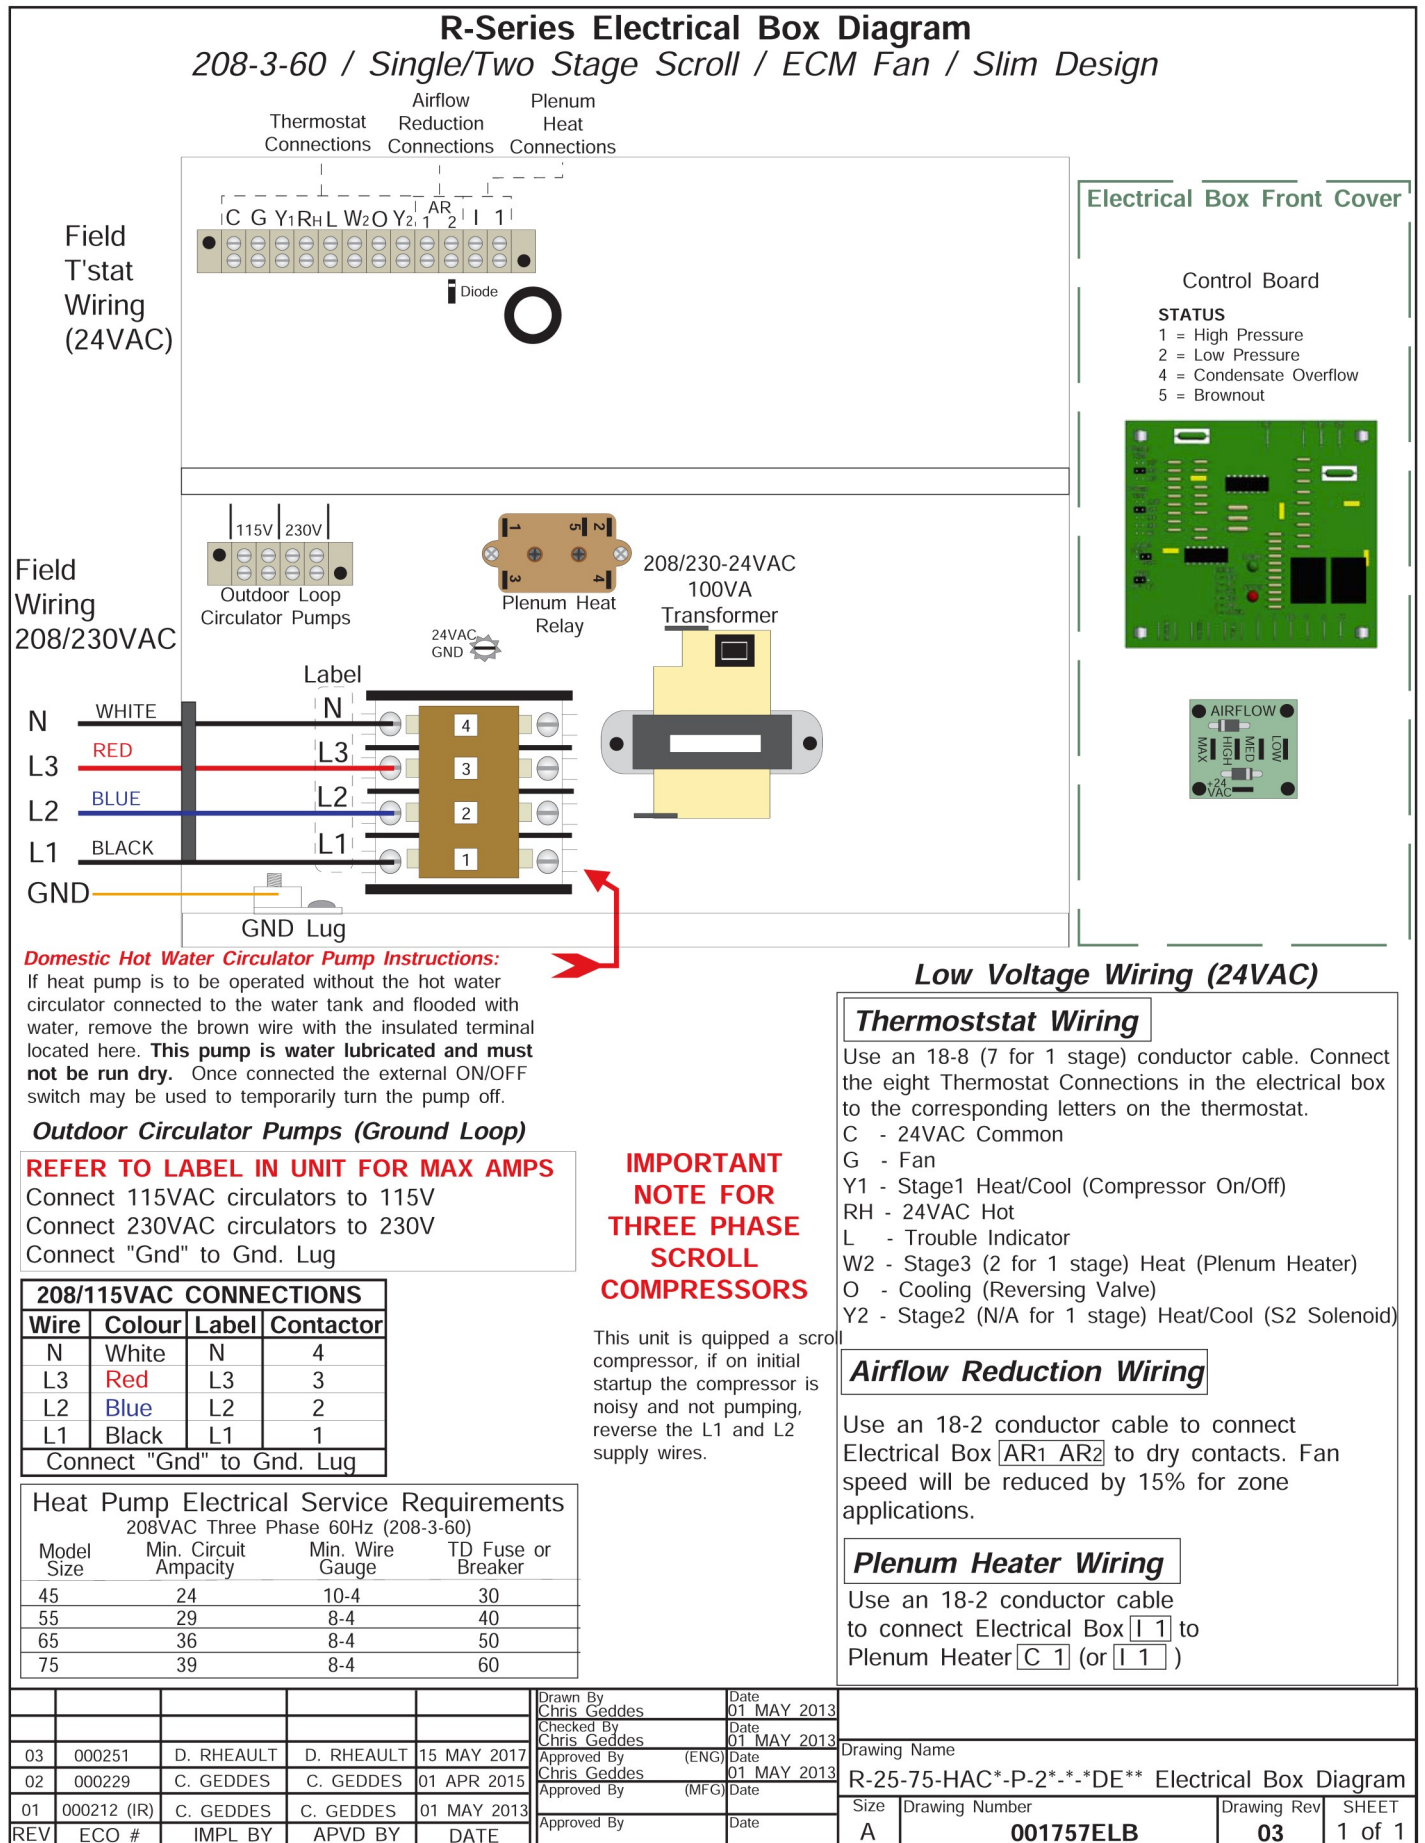 R-Series Electrical Box Diagram
208-3-60 / Single/Two Stage Scroll / ECM Fan / Slim Design
Thermostat Connections
Airflow Reduction Connections
Plenum Heat Connections
C G Y1 RH L W2 O Y2 AR 1 2 I 1
Field
T'stat
Wiring
(24VAC)
Diode
Electrical Box Front Cover
Control Board
STATUS
1 = High Pressure
2 = Low Pressure
4 = Condensate Overflow
5 = Brownout
115V 230V
Outdoor Loop
Circulator Pumps
Field
Wiring
208/230VAC
1 5 2
3 4
Plenum Heat
Relay
208/230-24VAC
100VA
Transformer
24VAC
GND
Label
N WHITE N 4
L3 RED L3 3
L2 BLUE L2 2
L1 BLACK L1 1
GND
GND Lug
AIRFLOW
MAX HIGH MED LOW
+24
VAC
Domestic Hot Water Circulator Pump Instructions:
If heat pump is to be operated without the hot water
circulator connected to the water tank and flooded with
water, remove the brown wire with the insulated terminal
located here. This pump is water lubricated and must
not be run dry. Once connected the external ON/OFF
switch may be used to temporarily turn the pump off.
Outdoor Circulator Pumps (Ground Loop)
REFER TO LABEL IN UNIT FOR MAX AMPS
Connect 115VAC circulators to 115V
Connect 230VAC circulators to 230V
Connect "Gnd" to Gnd. Lug
208/115VAC CONNECTIONS
Wire Colour Label Contactor
N White N 4
L3 Red L3 3
L2 Blue L2 2
L1 Black L1 1
Connect "Gnd" to Gnd. Lug
Heat Pump Electrical Service Requirements
208VAC Three Phase 60Hz (208-3-60)
Model Size Min. Circuit Ampacity Min. Wire Gauge TD Fuse or Breaker
45 24 10-4 30
55 29 8-4 40
65 36 8-4 50
75 39 8-4 60
IMPORTANT
NOTE FOR
THREE PHASE
SCROLL
COMPRESSORS
This unit is quipped a scroll
compressor, if on initial
startup the compressor is
noisy and not pumping,
reverse the L1 and L2
supply wires.
Low Voltage Wiring (24VAC)
Thermoststat Wiring
Use an 18-8 (7 for 1 stage) conductor cable. Connect
the eight Thermostat Connections in the electrical box
to the corresponding letters on the thermostat.
C - 24VAC Common
G - Fan
Y1 - Stage1 Heat/Cool (Compressor On/Off)
RH - 24VAC Hot
L - Trouble Indicator
W2 - Stage3 (2 for 1 stage) Heat (Plenum Heater)
O - Cooling (Reversing Valve)
Y2 - Stage2 (N/A for 1 stage) Heat/Cool (S2 Solenoid)
Airflow Reduction Wiring
Use an 18-2 conductor cable to connect
Electrical Box AR1 AR2 to dry contacts. Fan
speed will be reduced by 15% for zone
applications.
Plenum Heater Wiring
Use an 18-2 conductor cable
to connect Electrical Box I 1 to
Plenum Heater C 1 (or I 1 )
03 000251 D. RHEAULT D. RHEAULT 15 MAY 2017
02 000229 C. GEDDES C. GEDDES 01 APR 2015
01 000212 (IR) C. GEDDES C. GEDDES 01 MAY 2013
REV ECO # IMPL BY APVD BY DATE
Drawn By Date
Chris Geddes 01 MAY 2013
Checked By Date
Chris Geddes 01 MAY 2013
Approved By (ENG) Date
Chris Geddes 01 MAY 2013
Approved By (MFG) Date
Approved By Date
Drawing Name
R-25-75-HAC*-P-2*-*-*DE** Electrical Box Diagram
Size Drawing Number Drawing Rev SHEET
A 001757ELB 03 1 of 1